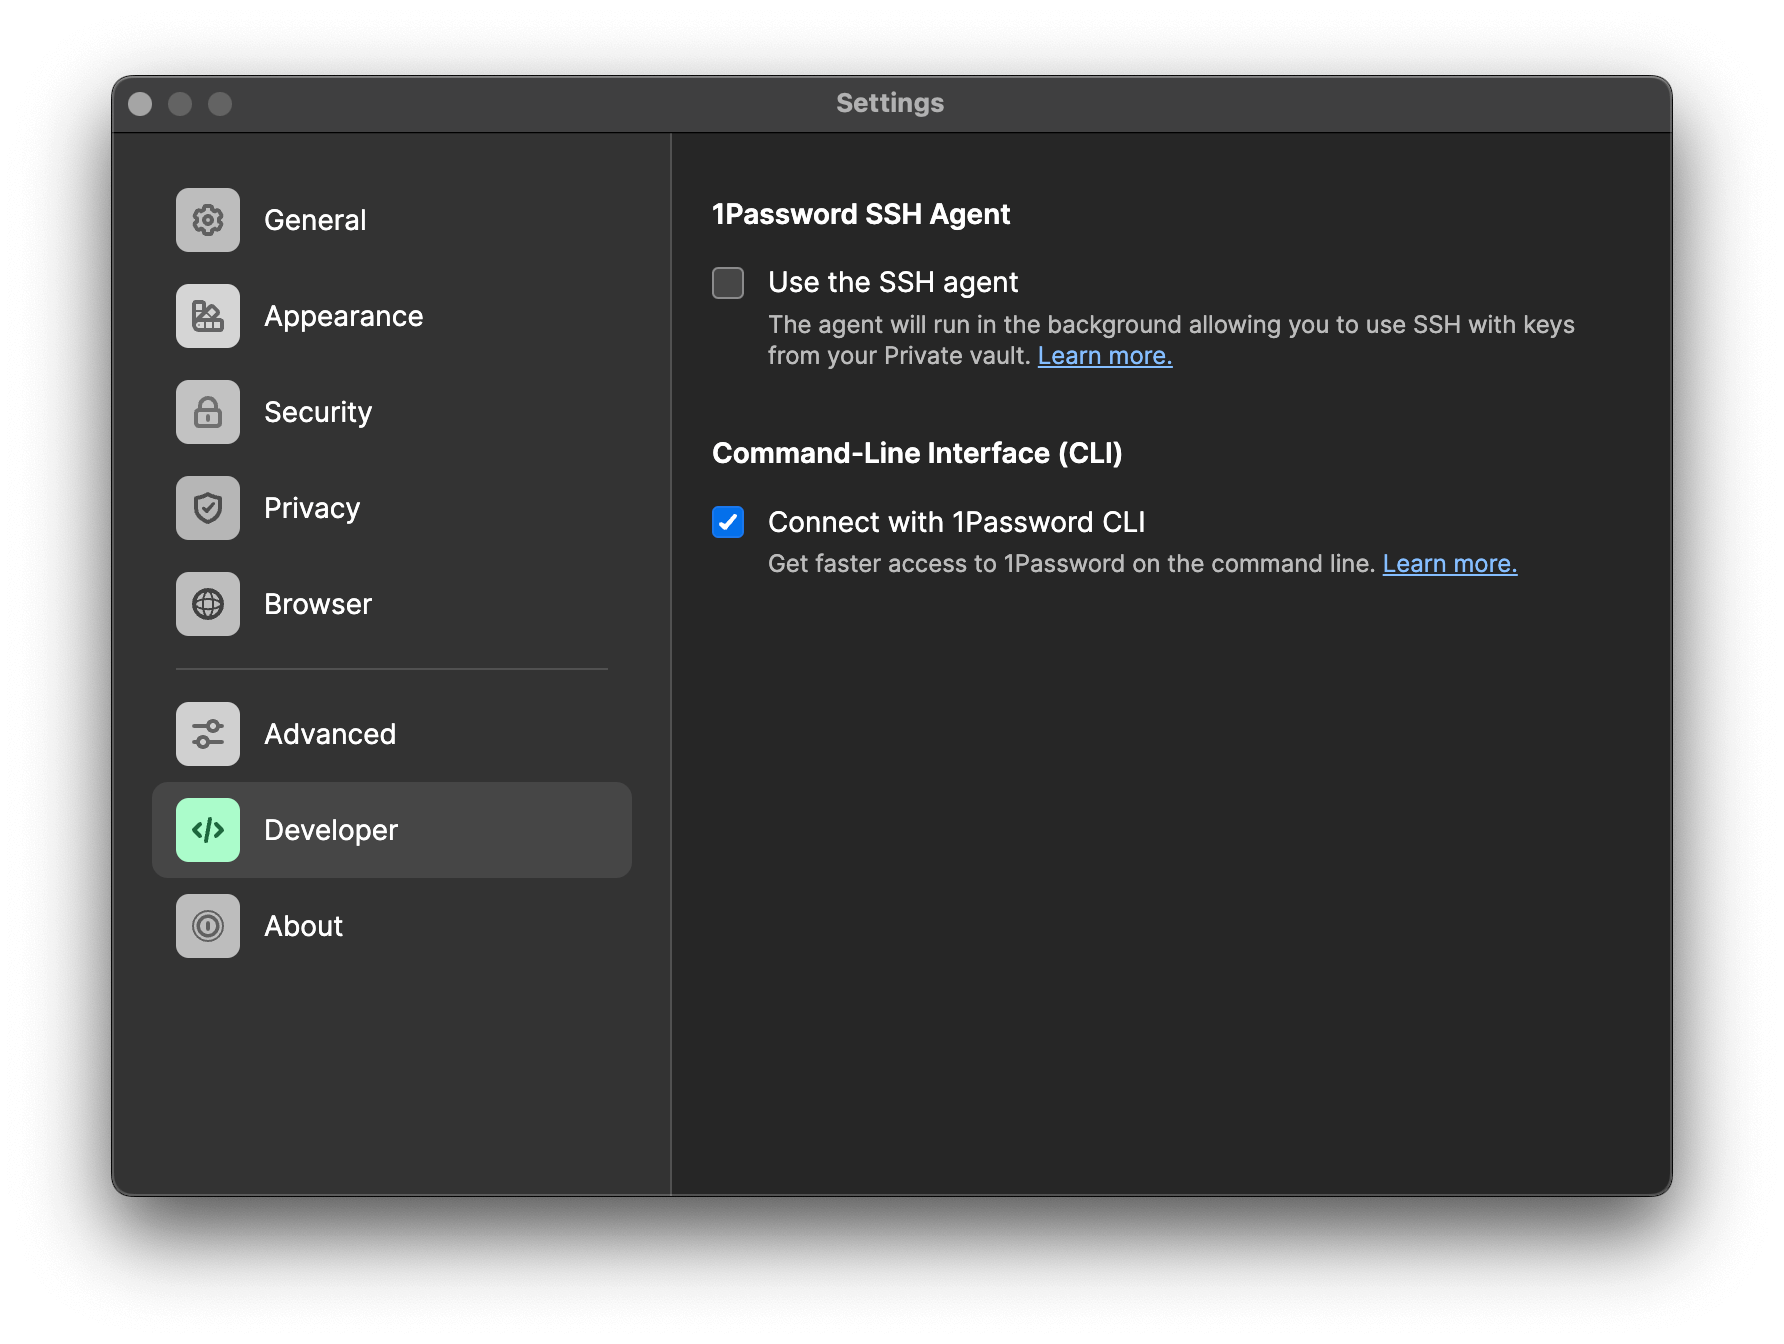 Settings
General
Appearance
Security
Privacy
Browser
Advanced
Developer
About
1Password SSH Agent
Use the SSH agent
The agent will run in the background allowing you to use SSH with keys
from your Private vault. Learn more.
Command-Line Interface (CLI)
Connect with 1Password CLI
Get faster access to 1Password on the command line. Learn more.